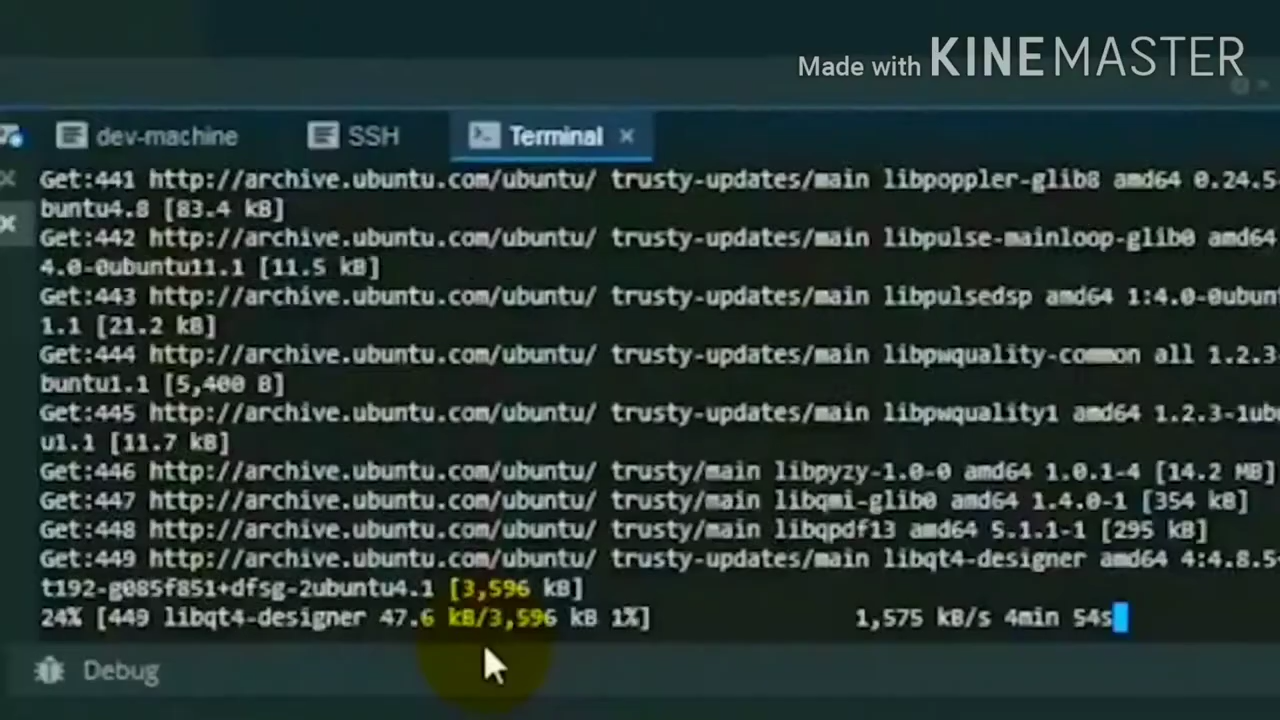 Made with KINEMASTER
dev-machine SSH Terminal ×
Get:441 http://archive.ubuntu.com/ubuntu/ trusty-updates/main libpoppler-glib8 amd64 0.24.5-
buntu4.8 [83.4 kB]
Get:442 http://archive.ubuntu.com/ubuntu/ trusty-updates/main libpulse-mainloop-glib0 amd64
4.0-0ubuntu11.1 [11.5 kB]
Get:443 http://archive.ubuntu.com/ubuntu/ trusty-updates/main libpulsedsp amd64 1:4.0-0ubun
1.1 [21.2 kB]
Get:444 http://archive.ubuntu.com/ubuntu/ trusty-updates/main libpwquality-common all 1.2.3-
buntu1.1 [5,400 B]
Get:445 http://archive.ubuntu.com/ubuntu/ trusty-updates/main libpwquality1 amd64 1.2.3-1ub
u1.1 [11.7 kB]
Get:446 http://archive.ubuntu.com/ubuntu/ trusty/main libpyzy-1.0-0 amd64 1.0.1-4 [14.2 MB]
Get:447 http://archive.ubuntu.com/ubuntu/ trusty/main libqmi-glib0 amd64 1.4.0-1 [354 kB]
Get:448 http://archive.ubuntu.com/ubuntu/ trusty/main libqpdf13 amd64 5.1.1-1 [295 kB]
Get:449 http://archive.ubuntu.com/ubuntu/ trusty-updates/main libqt4-designer amd64 4:4.8.5-
t192-g085f851+dfsg-2ubuntu4.1 [3,596 kB]
24% [449 libqt4-designer 47.6 kB/3,596 kB 1%] 1,575 kB/s 4min 54s
Debug